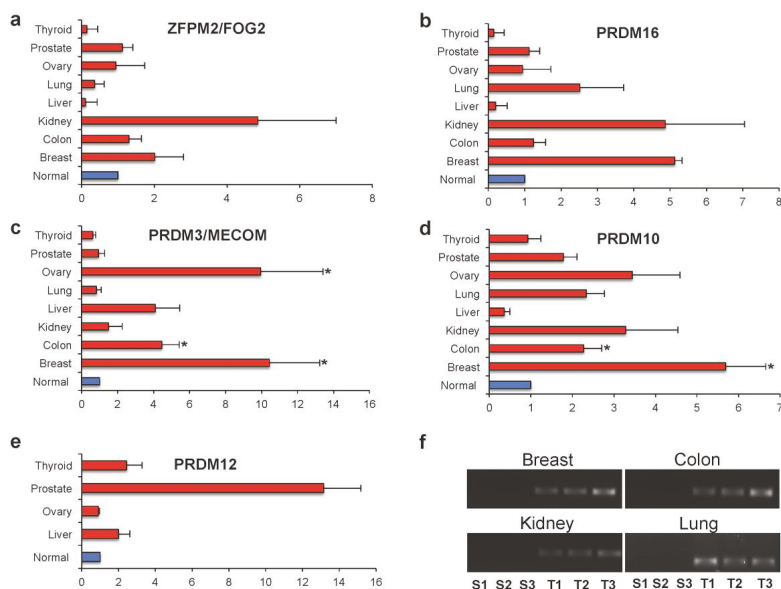 a
ZFPM2/FOG2
Thyroid
Prostate
Ovary
Lung
Liver
Kidney
Colon
Breast
Normal
0 2 4 6 8
b
PRDM16
Thyroid
Prostate
Ovary
Lung
Liver
Kidney
Colon
Breast
Normal
0 1 2 3 4 5 6 7 8
c
PRDM3/MECOM
Thyroid
Prostate
Ovary *
Lung
Liver
Kidney
Colon *
Breast *
Normal
0 2 4 6 8 10 12 14 16
d
PRDM10
Thyroid
Prostate
Ovary
Lung
Liver
Kidney
Colon *
Breast *
Normal
0 1 2 3 4 5 6 7
e
PRDM12
Thyroid
Prostate
Ovary
Liver
Normal
0 2 4 6 8 10 12 14 16
f
Breast Colon
Kidney Lung
S1 S2 S3 T1 T2 T3 S1 S2 S3 T1 T2 T3